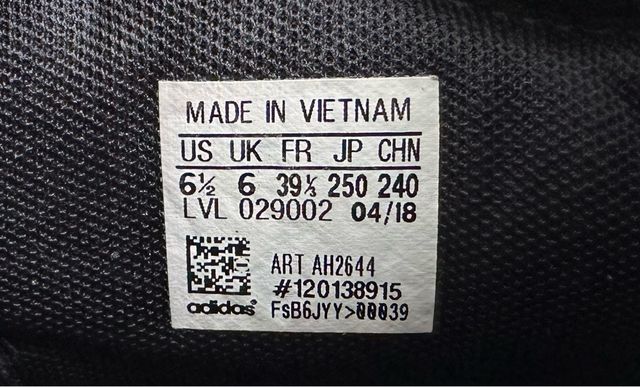 MADE IN VIETNAM
US UK FR JP CHN
6½ 6 39⅓ 250 240
LVL 029002 04/18
ART AH2644
#120138915
adidas
FsB6JYY>00039